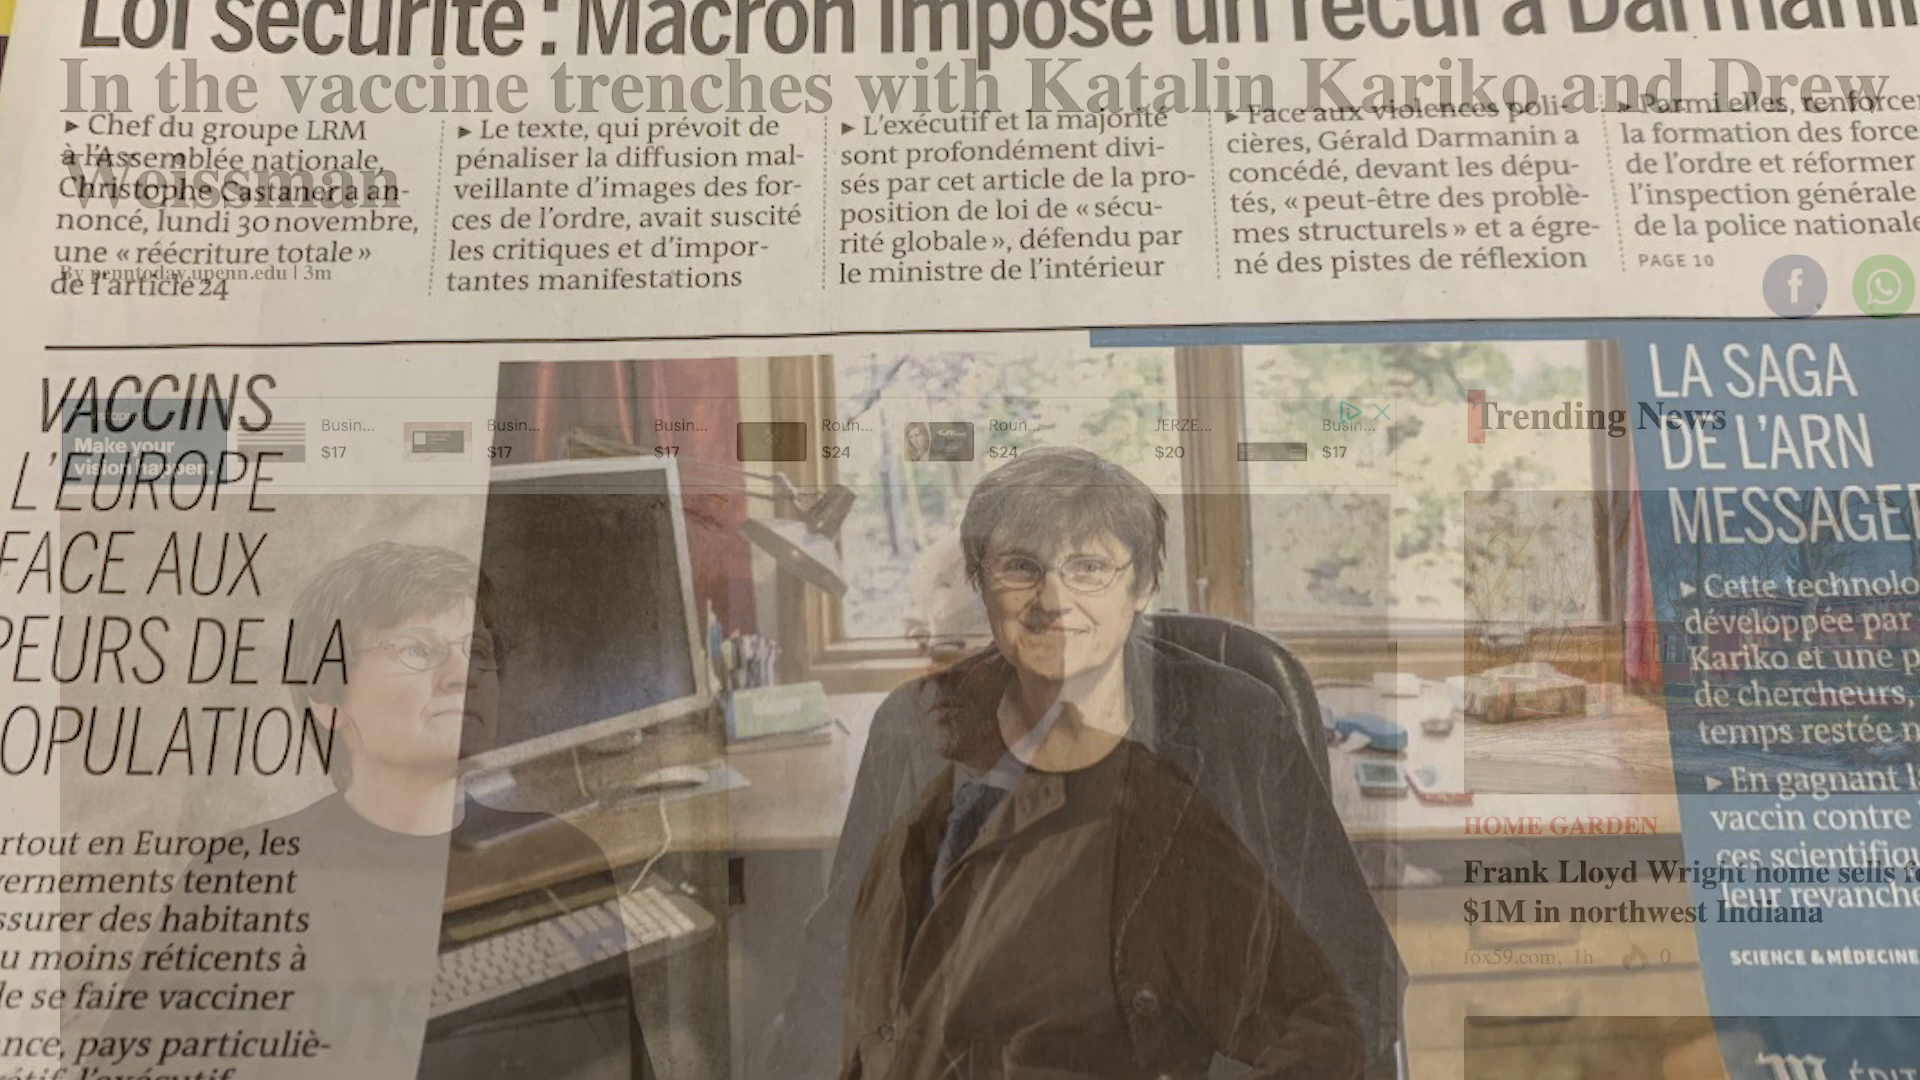 Loi sécurité : Macron impose un recul à Darmanin
In the vaccine trenches with Katalin Kariko and Drew
Weissman
By penntoday.upenn.edu | 3m
▸ Chef du groupe LRM
à l'Assemblée nationale,
Christophe Castaner a an-
noncé, lundi 30 novembre,
une « réécriture totale »
de l'article 24
▸ Le texte, qui prévoit de
pénaliser la diffusion mal-
veillante d'images des for-
ces de l'ordre, avait suscité
les critiques et d'impor-
tantes manifestations
▸ L'exécutif et la majorité
sont profondément divi-
sés par cet article de la pro-
position de loi de « sécu-
rité globale », défendu par
le ministre de l'intérieur
▸ Face aux violences poli-
cières, Gérald Darmanin a
concédé, devant les dépu-
tés, « peut-être des problè-
mes structurels » et a égre-
né des pistes de réflexion
▸ Parmi elles, renforcer
la formation des force
de l'ordre et réformer
l'inspection générale
de la police nationale
PAGE 10
VACCINS
L'EUROPE
FACE AUX
PEURS DE LA
OPULATION
rtout en Europe, les
vernements tentent
ssurer des habitants
u moins réticents à
de se faire vacciner
nce, pays particuliè-
Make your
vision happen.
Busin...
$17
Busin...
$17
Busin...
$17
Roun...
$24
Roun...
$24
JERZE...
$20
Busin...
$17
Trending News
LA SAGA
DE L'ARN
MESSAGER
▸ Cette technolo
développée par
Kariko et une p
de chercheurs,
temps restée n
▸ En gagnant l
vaccin contre
ces scientifiqu
leur revanche
SCIENCE & MÉDECINE
HOME GARDEN
Frank Lloyd Wright home sells fo
$1M in northwest Indiana
fox59.com, 1h
0